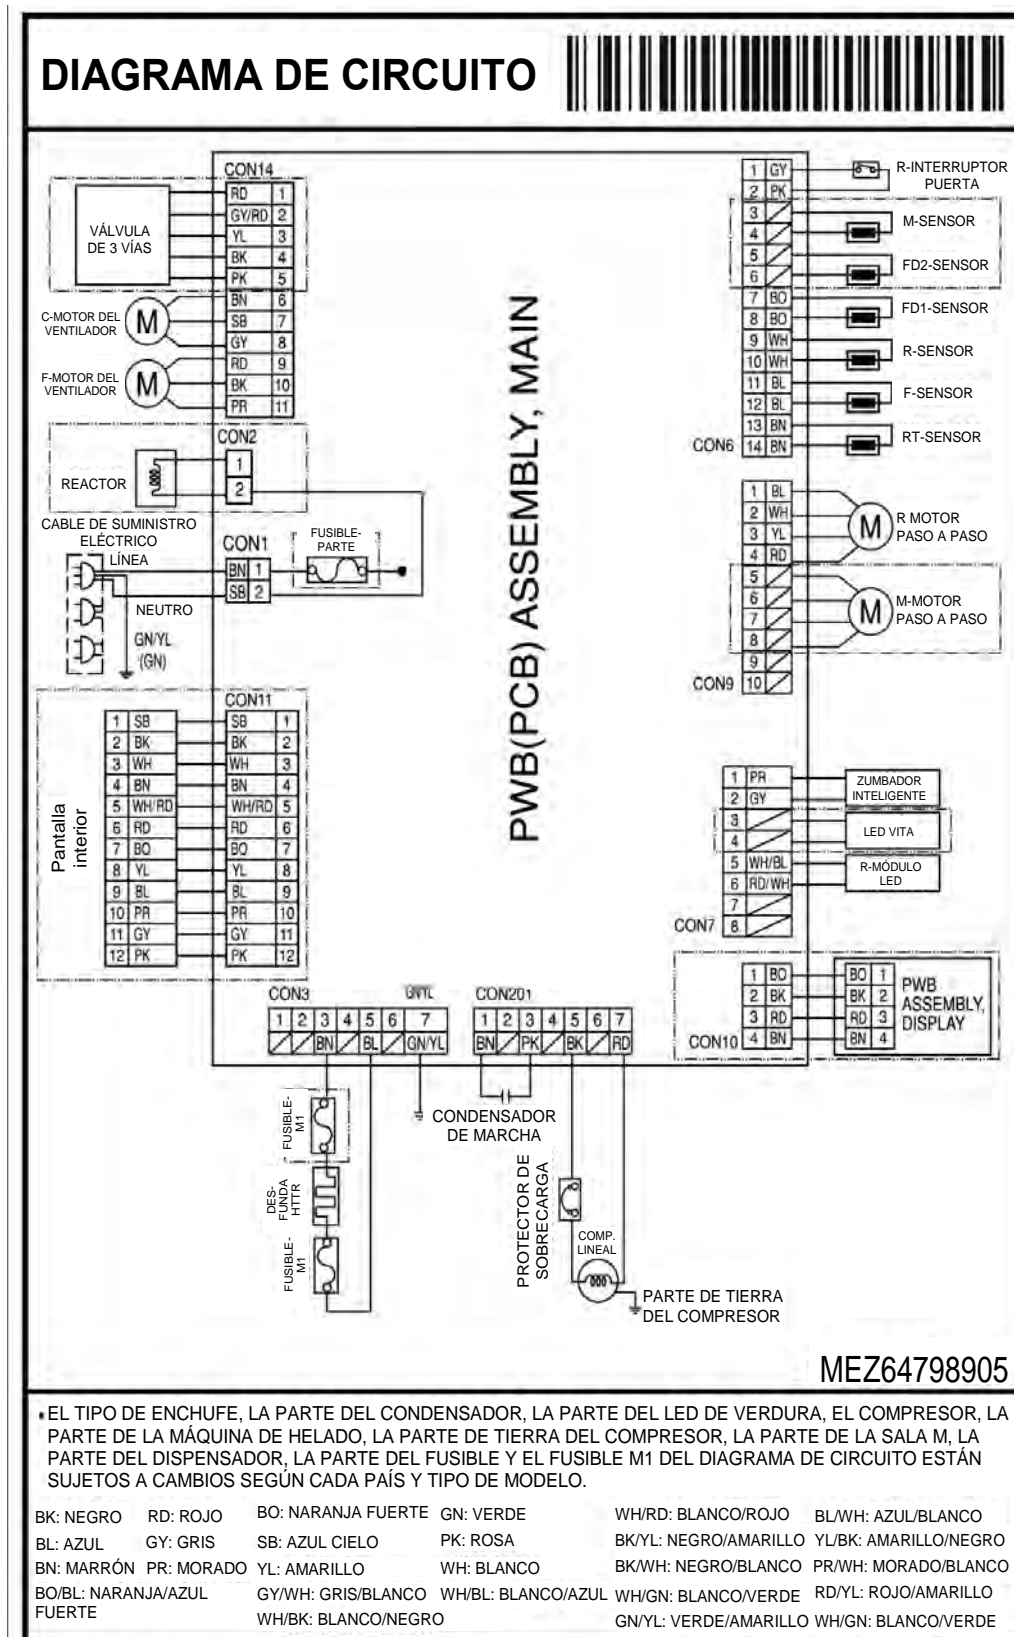 DIAGRAMA DE CIRCUITO
CON14
RD 1
GY/RD 2
YL 3
BK 4
PK 5
BN 6
SB 7
GY 8
RD 9
BK 10
PR 11
VÁLVULA
DE 3 VÍAS
C-MOTOR DEL
VENTILADOR
M
F-MOTOR DEL
VENTILADOR
M
CON2
1
2
REACTOR
CABLE DE SUMINISTRO
ELÉCTRICO
LÍNEA
NEUTRO
GN/YL
(GN)
CON1
BN 1
SB 2
FUSIBLE-
PARTE
CON11
1 SB SB 1
2 BK BK 2
3 WH WH 3
4 BN BN 4
5 WH/RD WH/RD 5
6 RD RD 6
7 BO BO 7
8 YL YL 8
9 BL BL 9
10 PR PR 10
11 GY GY 11
12 PK PK 12
Pantalla
interior
PWB(PCB) ASSEMBLY, MAIN
1 GY
2 PK
3
4
5
6
7 BO
8 BO
9 WH
10 WH
11 BL
12 BL
13 BN
CON6 14 BN
R-INTERRUPTOR
PUERTA
M-SENSOR
FD2-SENSOR
FD1-SENSOR
R-SENSOR
F-SENSOR
RT-SENSOR
1 BL
2 WH
3 YL
4 RD
5
6
7
8
9
CON9 10
M
R MOTOR
PASO A PASO
M
M-MOTOR
PASO A PASO
1 PR
2 GY
3
4
5 WH/BL
6 RD/WH
7
CON7 8
ZUMBADOR
INTELIGENTE
LED VITA
R-MÓDULO
LED
1 BO BO 1
2 BK BK 2
3 RD RD 3
CON10 4 BN BN 4
PWB
ASSEMBLY,
DISPLAY
CON3 GN/YL
1 2 3 4 5 6 7
BN BL GN/YL
CON201
1 2 3 4 5 6 7
BN PK BK RD
FUSIBLE-
M1
DES-
FUNDA
HTTR
FUSIBLE-
M1
CONDENSADOR
DE MARCHA
PROTECTOR DE
SOBRECARGA
COMP.
LINEAL
PARTE DE TIERRA
DEL COMPRESOR
MEZ64798905
• EL TIPO DE ENCHUFE, LA PARTE DEL CONDENSADOR, LA PARTE DEL LED DE VERDURA, EL COMPRESOR, LA
PARTE DE LA MÁQUINA DE HELADO, LA PARTE DE TIERRA DEL COMPRESOR, LA PARTE DE LA SALA M, LA
PARTE DEL DISPENSADOR, LA PARTE DEL FUSIBLE Y EL FUSIBLE M1 DEL DIAGRAMA DE CIRCUITO ESTÁN
SUJETOS A CAMBIOS SEGÚN CADA PAÍS Y TIPO DE MODELO.
BK: NEGRO RD: ROJO BO: NARANJA FUERTE GN: VERDE WH/RD: BLANCO/ROJO BL/WH: AZUL/BLANCO
BL: AZUL GY: GRIS SB: AZUL CIELO PK: ROSA BK/YL: NEGRO/AMARILLO YL/BK: AMARILLO/NEGRO
BN: MARRÓN PR: MORADO YL: AMARILLO WH: BLANCO BK/WH: NEGRO/BLANCO PR/WH: MORADO/BLANCO
BO/BL: NARANJA/AZUL GY/WH: GRIS/BLANCO WH/BL: BLANCO/AZUL WH/GN: BLANCO/VERDE RD/YL: ROJO/AMARILLO
FUERTE WH/BK: BLANCO/NEGRO GN/YL: VERDE/AMARILLO WH/GN: BLANCO/VERDE